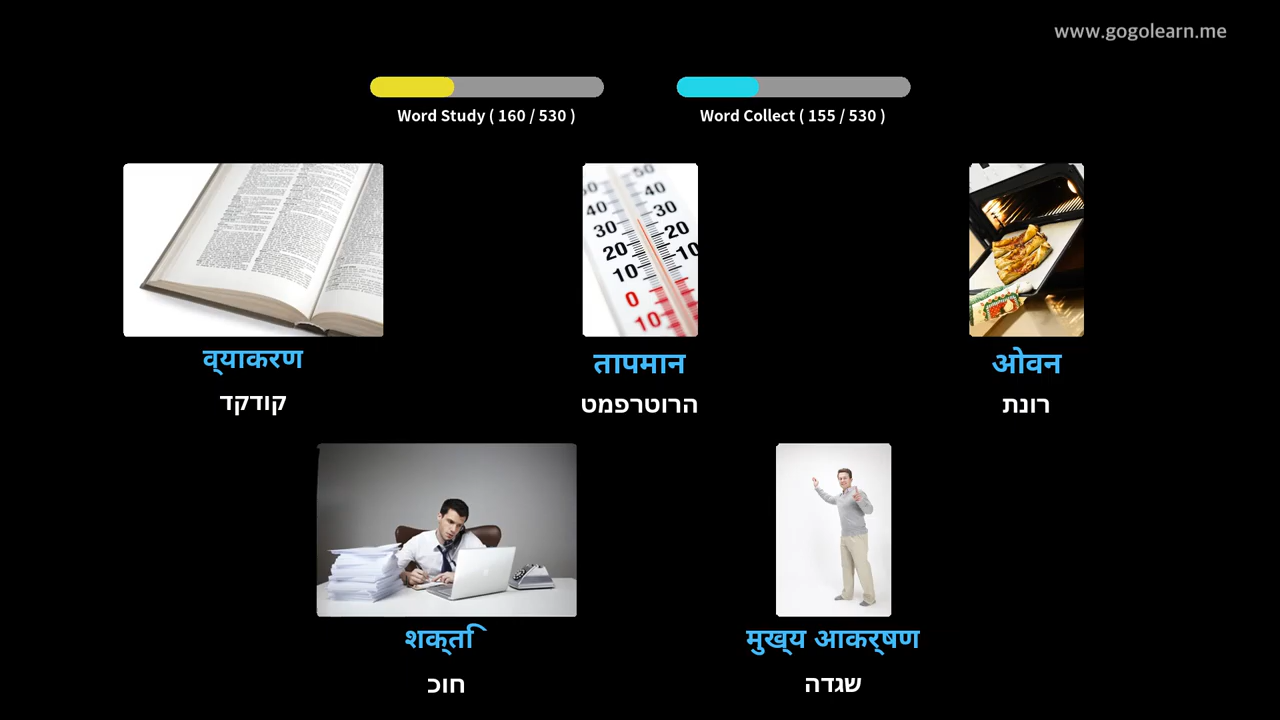 www.gogolearn.me
Word Study ( 160 / 530 )
Word Collect ( 155 / 530 )
व्‌याकरण
तापमान
ओवन
קודקד
הרוטרפמט
רונת
शक्‌ति
मुख्‌य आकर्‌षण
חוכ
שגדה